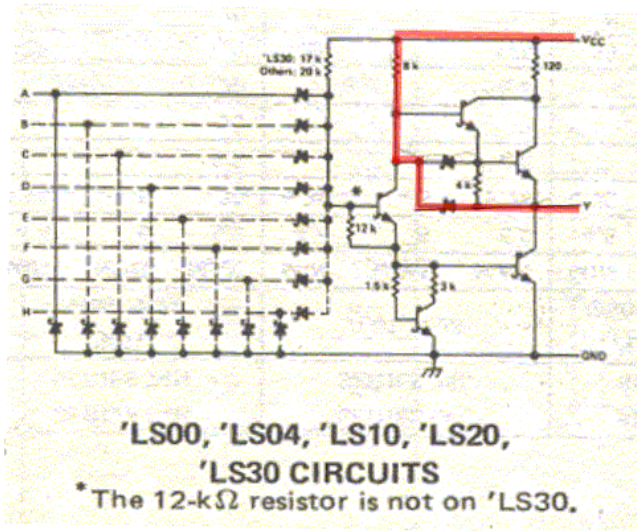 'LS30: 17 k
Others: 20 k
8 k
VCC
120
A
B
C
4 k
D
*
Y
E
12 k
F
G
1.5 k
3 k
H
GND
'LS00, 'LS04, 'LS10, 'LS20,
'LS30 CIRCUITS
*The 12-kΩ resistor is not on 'LS30.